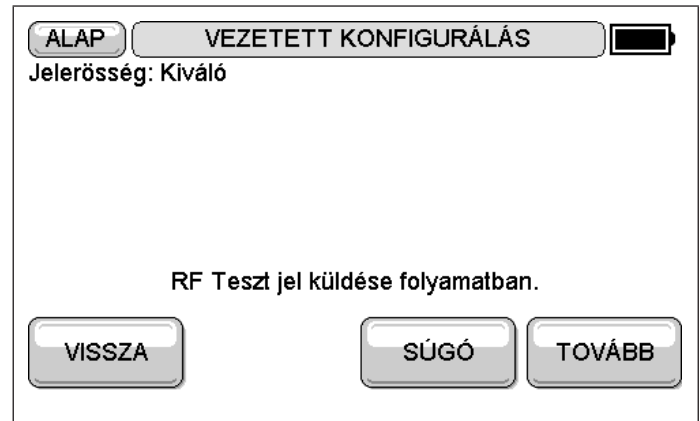 ALAP VEZETETT KONFIGURÁLÁS
Jelerösség: Kiváló
RF Teszt jel küldése folyamatban.
VISSZA SÚGÓ TOVÁBB